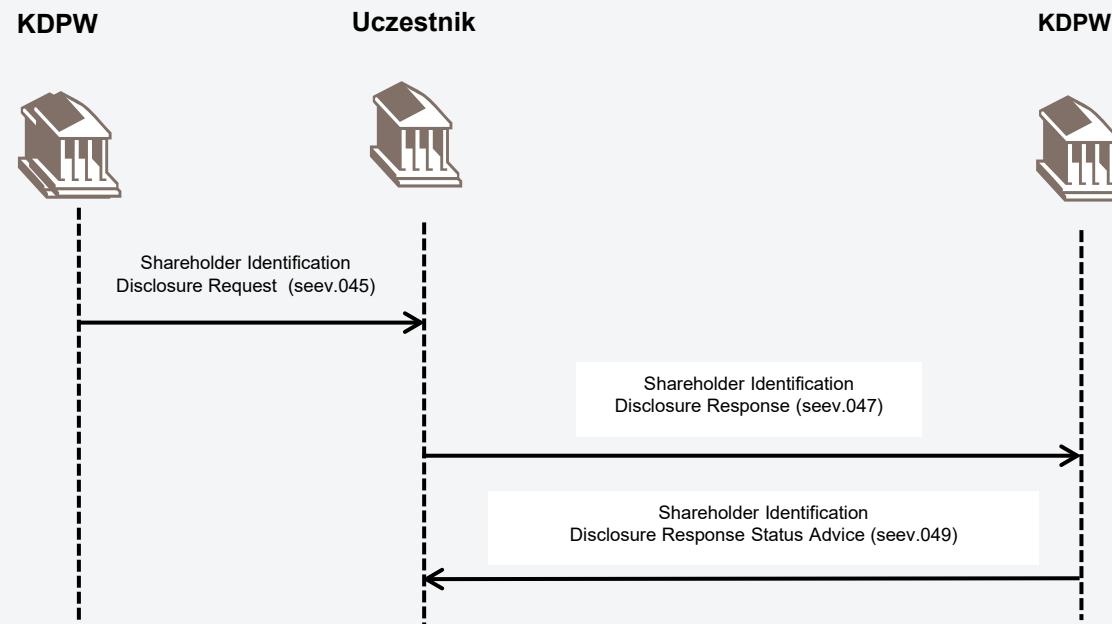 KDPW
Uczestnik
KDPW
Shareholder Identification
Disclosure Request (seev.045)
Shareholder Identification
Disclosure Response (seev.047)
Shareholder Identification
Disclosure Response Status Advice (seev.049)